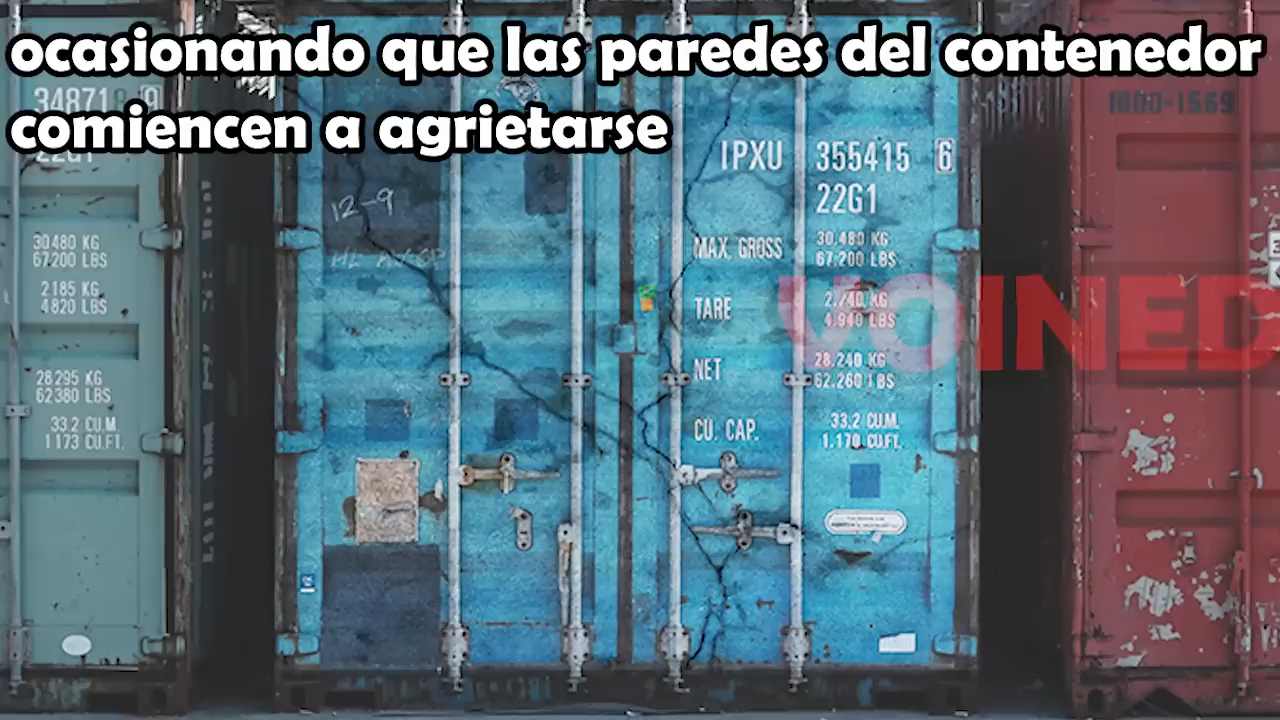 ocasionando que las paredes del contenedor
comiencen a agrietarse
34871
22G1
30480 KG
67200 LBS
2185 KG
4820 LBS
28295 KG
62380 LBS
33.2 CU.M.
1173 CU.FT.
12-9
IPXU 355415 6
22G1
MAX. GROSS 30.480 KG
67.200 LBS
TARE 2.740 KG
4.940 LBS
NET 28.240 KG
62.260 LBS
CU. CAP. 33.2 CU.M.
1.170 CU.FT.
1000-1569
VOINED